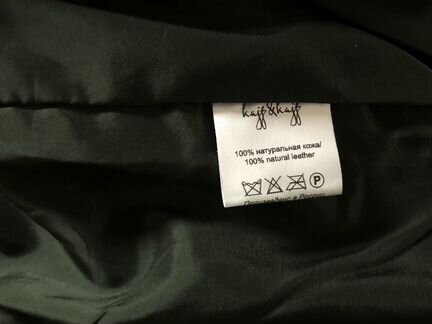 kajf & kajf
100% натуральная кожа/
100% natural leather
P
Произведено в России